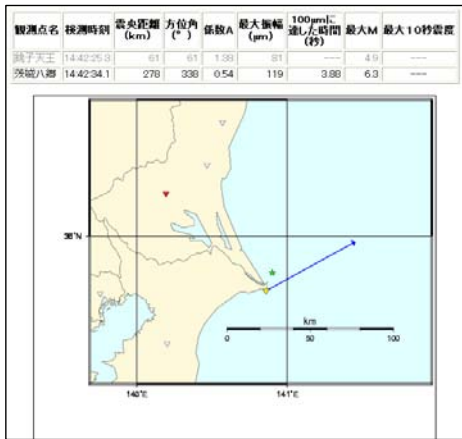 観測点名 検測時刻 震央距離(km) 方位角(°) 係数A 最大振幅(μm) 100μmに達した時間(秒) 最大M 最大10秒震度
銚子天王 14:42:25.3 61 61 1.38 81 --- 4.9 ---
茨城八郷 14:42:34.1 278 338 0.54 119 3.88 6.3 ---
36°N
km
0 50 100
140°E 141°E